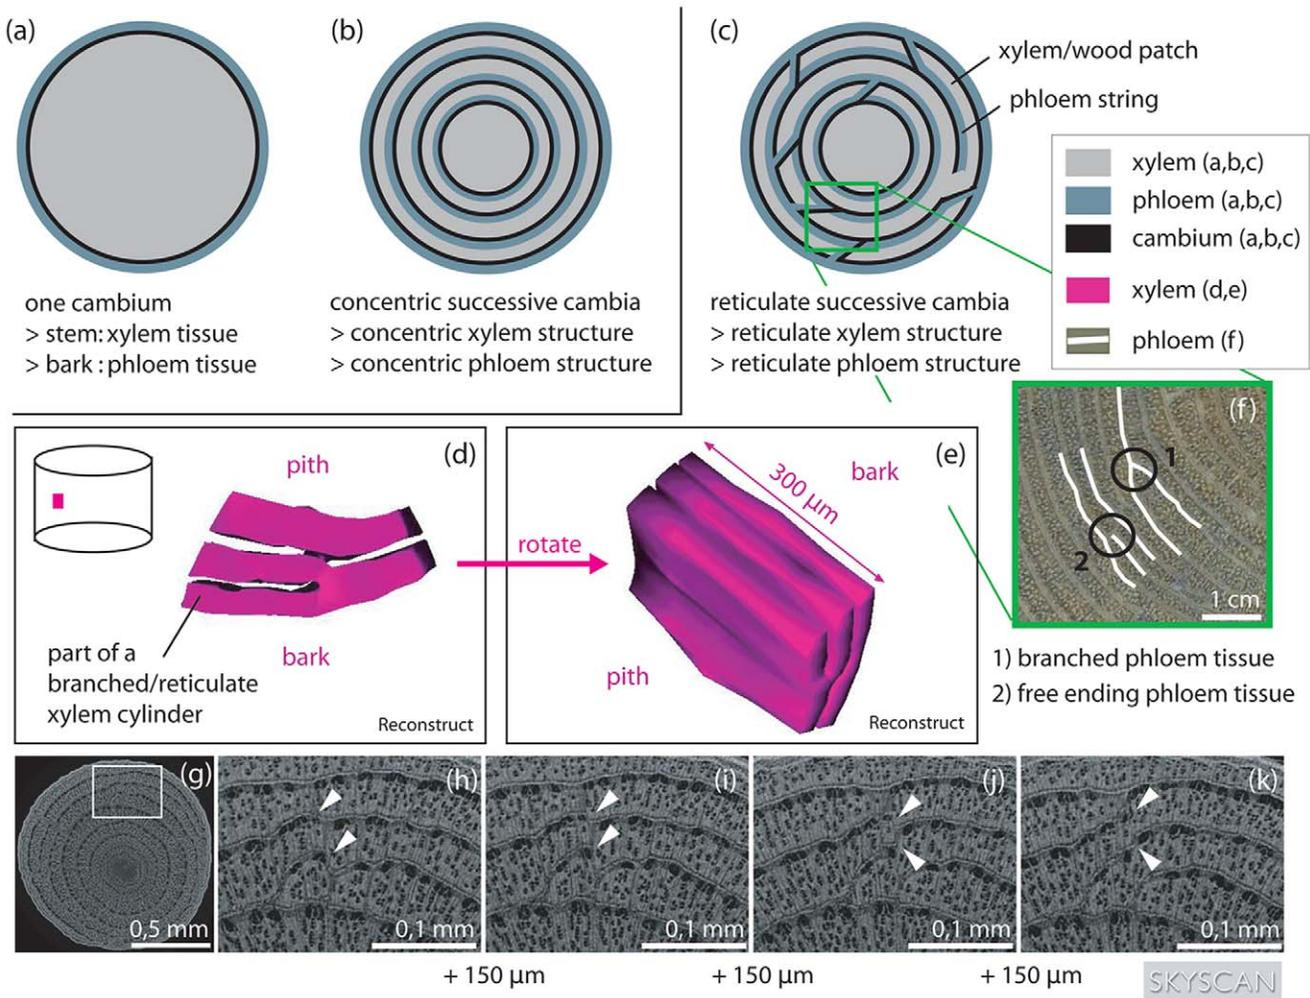 (a)
(b)
(c)
xylem/wood patch
phloem string
xylem (a,b,c)
phloem (a,b,c)
cambium (a,b,c)
xylem (d,e)
phloem (f)
one cambium
> stem: xylem tissue
> bark : phloem tissue
concentric successive cambia
> concentric xylem structure
> concentric phloem structure
reticulate successive cambia
> reticulate xylem structure
> reticulate phloem structure
(d)
pith
bark
part of a
branched/reticulate
xylem cylinder
Reconstruct
rotate
(e)
bark
300 μm
pith
Reconstruct
(f)
1
2
1 cm
1) branched phloem tissue
2) free ending phloem tissue
(g)
0,5 mm
(h)
0,1 mm
(i)
0,1 mm
(j)
0,1 mm
(k)
0,1 mm
+ 150 μm
+ 150 μm
+ 150 μm
SKYSCAN